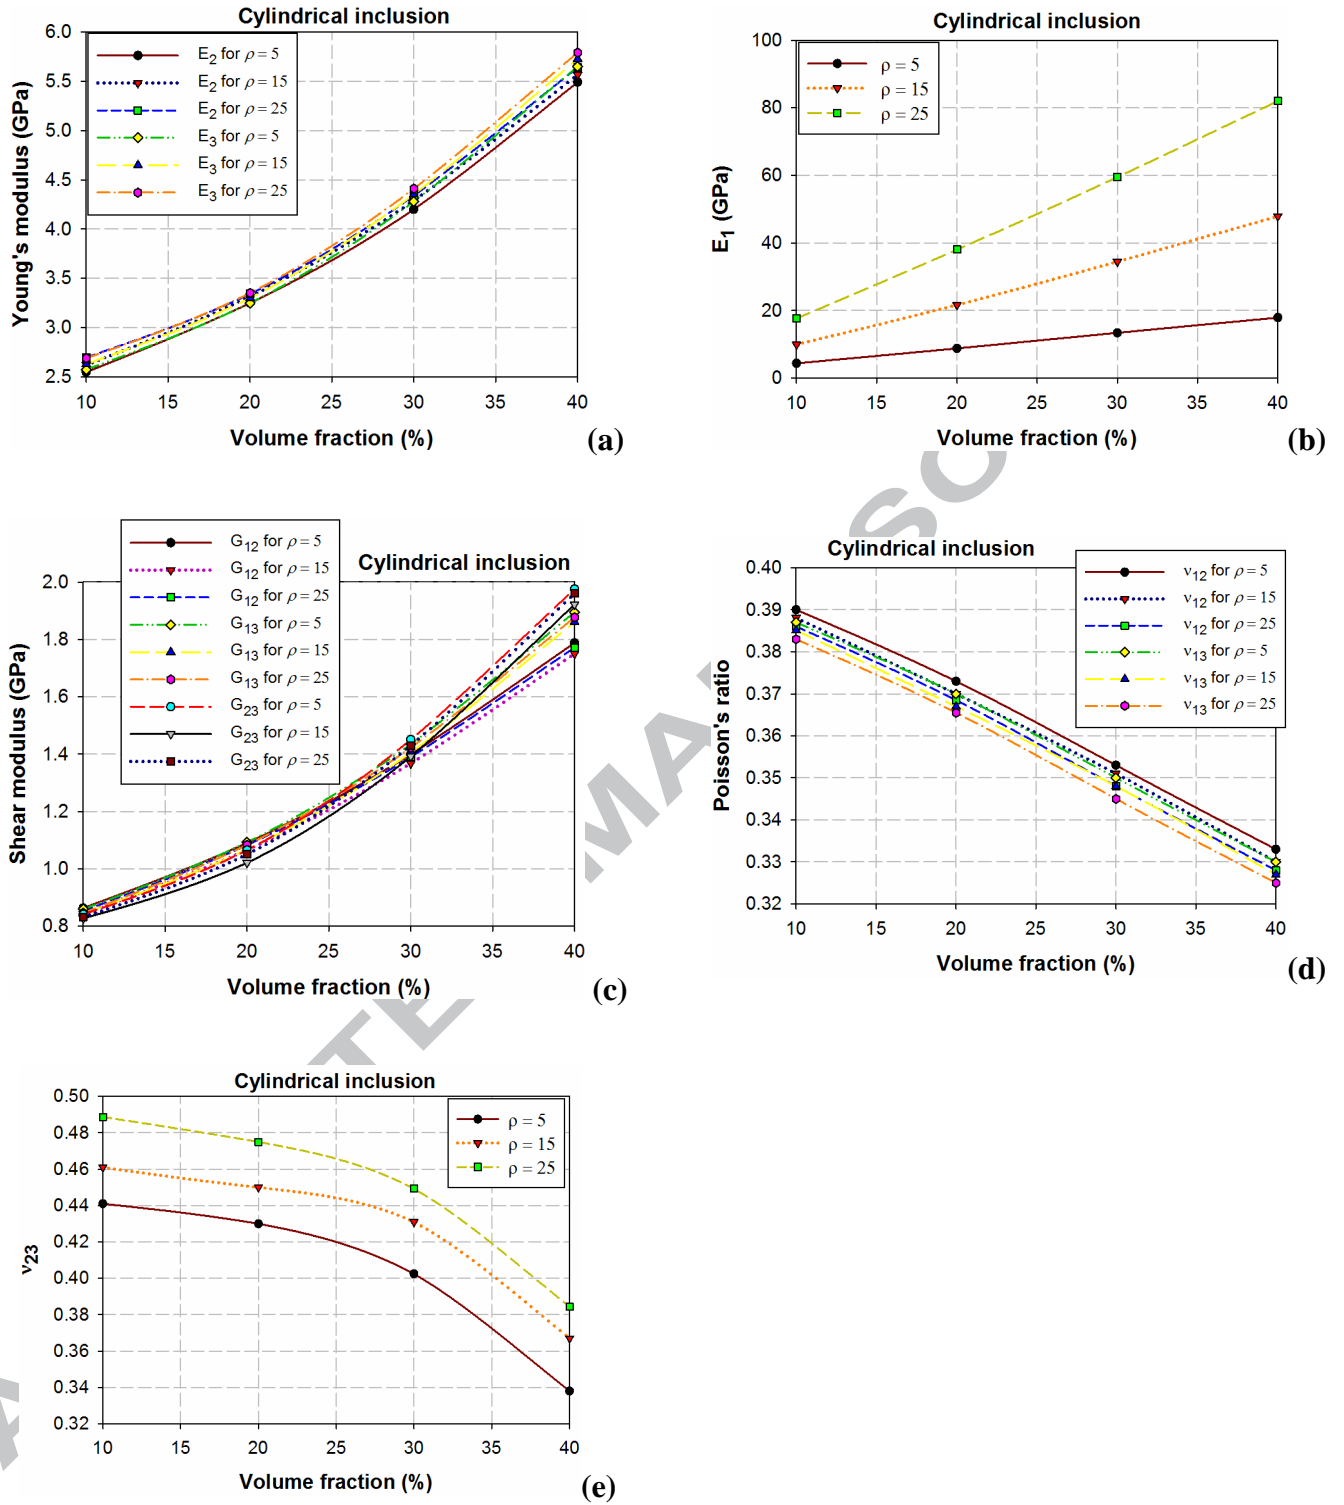 Cylindrical inclusion
Young's modulus (GPa)
6.0
5.5
5.0
4.5
4.0
3.5
3.0
2.5
E2 for ρ = 5
E2 for ρ = 15
E2 for ρ = 25
E3 for ρ = 5
E3 for ρ = 15
E3 for ρ = 25
10 15 20 25 30 35 40
Volume fraction (%)
(a)
Cylindrical inclusion
E1 (GPa)
100
80
60
40
20
0
ρ = 5
ρ = 15
ρ = 25
10 15 20 25 30 35 40
Volume fraction (%)
(b)
Cylindrical inclusion
Shear modulus (GPa)
2.0
1.8
1.6
1.4
1.2
1.0
0.8
G12 for ρ = 5
G12 for ρ = 15
G12 for ρ = 25
G13 for ρ = 5
G13 for ρ = 15
G13 for ρ = 25
G23 for ρ = 5
G23 for ρ = 15
G23 for ρ = 25
10 15 20 25 30 35 40
Volume fraction (%)
(c)
Cylindrical inclusion
Poisson's ratio
0.40
0.39
0.38
0.37
0.36
0.35
0.34
0.33
0.32
ν12 for ρ = 5
ν12 for ρ = 15
ν12 for ρ = 25
ν13 for ρ = 5
ν13 for ρ = 15
ν13 for ρ = 25
10 15 20 25 30 35 40
Volume fraction (%)
(d)
Cylindrical inclusion
ν23
0.50
0.48
0.46
0.44
0.42
0.40
0.38
0.36
0.34
0.32
ρ = 5
ρ = 15
ρ = 25
10 15 20 25 30 35 40
Volume fraction (%)
(e)